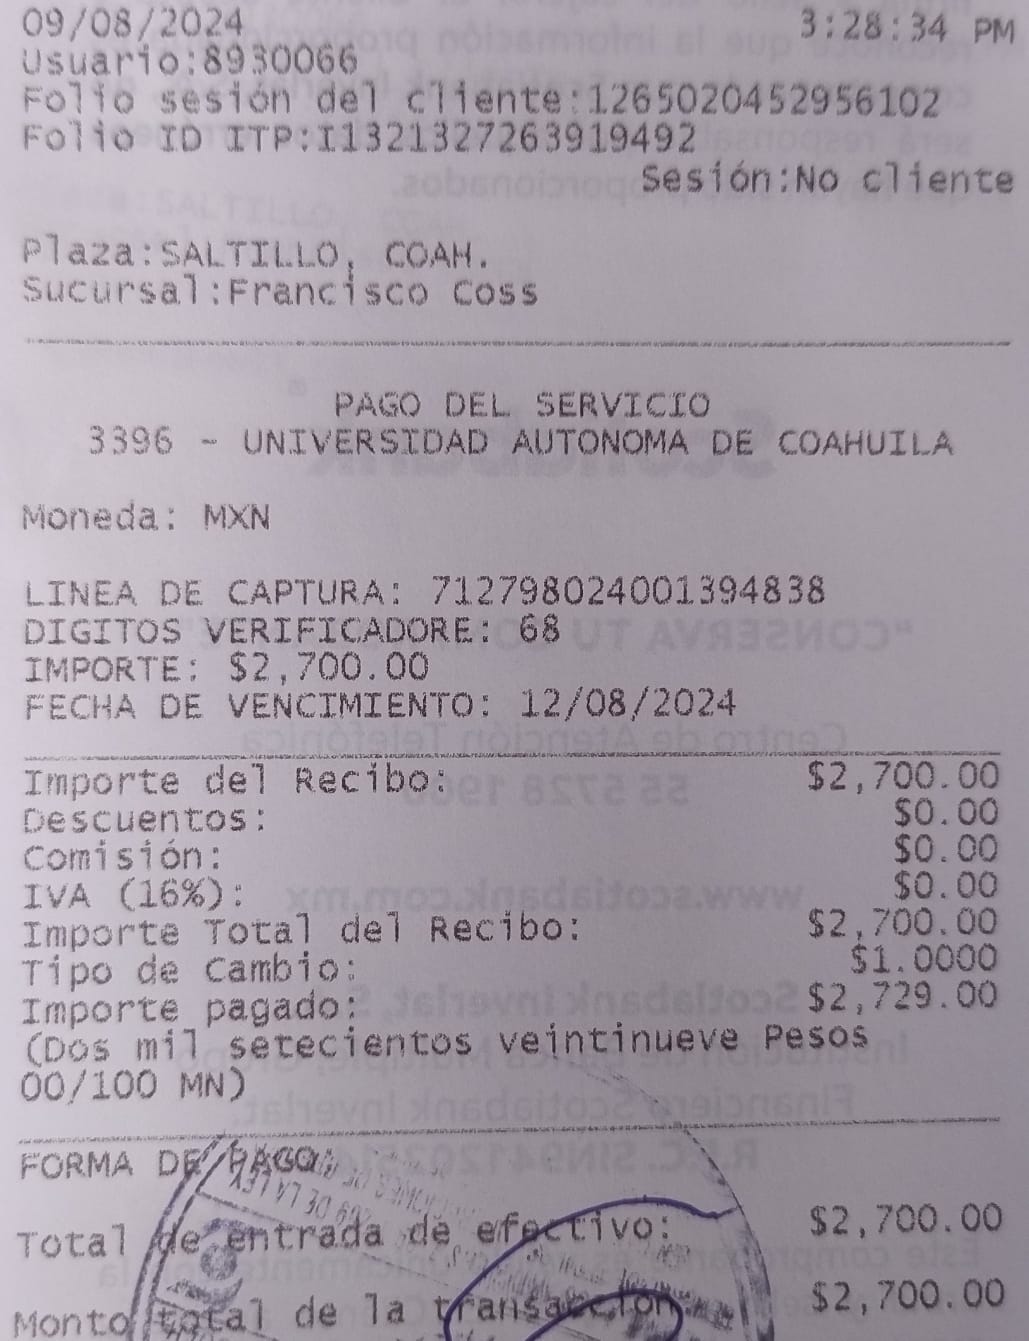 09/08/2024 3:28:34 PM
Usuario:8930066
Folio sesión del cliente:1265020452956102
Folio ID ITP:I1321327263919492
Sesión:No cliente
Plaza:SALTILLO, COAH.
Sucursal:Francisco Coss
PAGO DEL SERVICIO
3396 - UNIVERSIDAD AUTONOMA DE COAHUILA
Moneda: MXN
LINEA DE CAPTURA: 712798024001394838
DIGITOS VERIFICADORE: 68
IMPORTE: $2,700.00
FECHA DE VENCIMIENTO: 12/08/2024
Importe del Recibo: $2,700.00
Descuentos: $0.00
Comisión: $0.00
IVA (16%): $0.00
Importe Total del Recibo: $2,700.00
Tipo de Cambio: $1.0000
Importe pagado: $2,729.00
(Dos mil setecientos veintinueve Pesos
00/100 MN)
FORMA DE PAGO:
Total de entrada de efectivo: $2,700.00
Monto total de la transacción $2,700.00